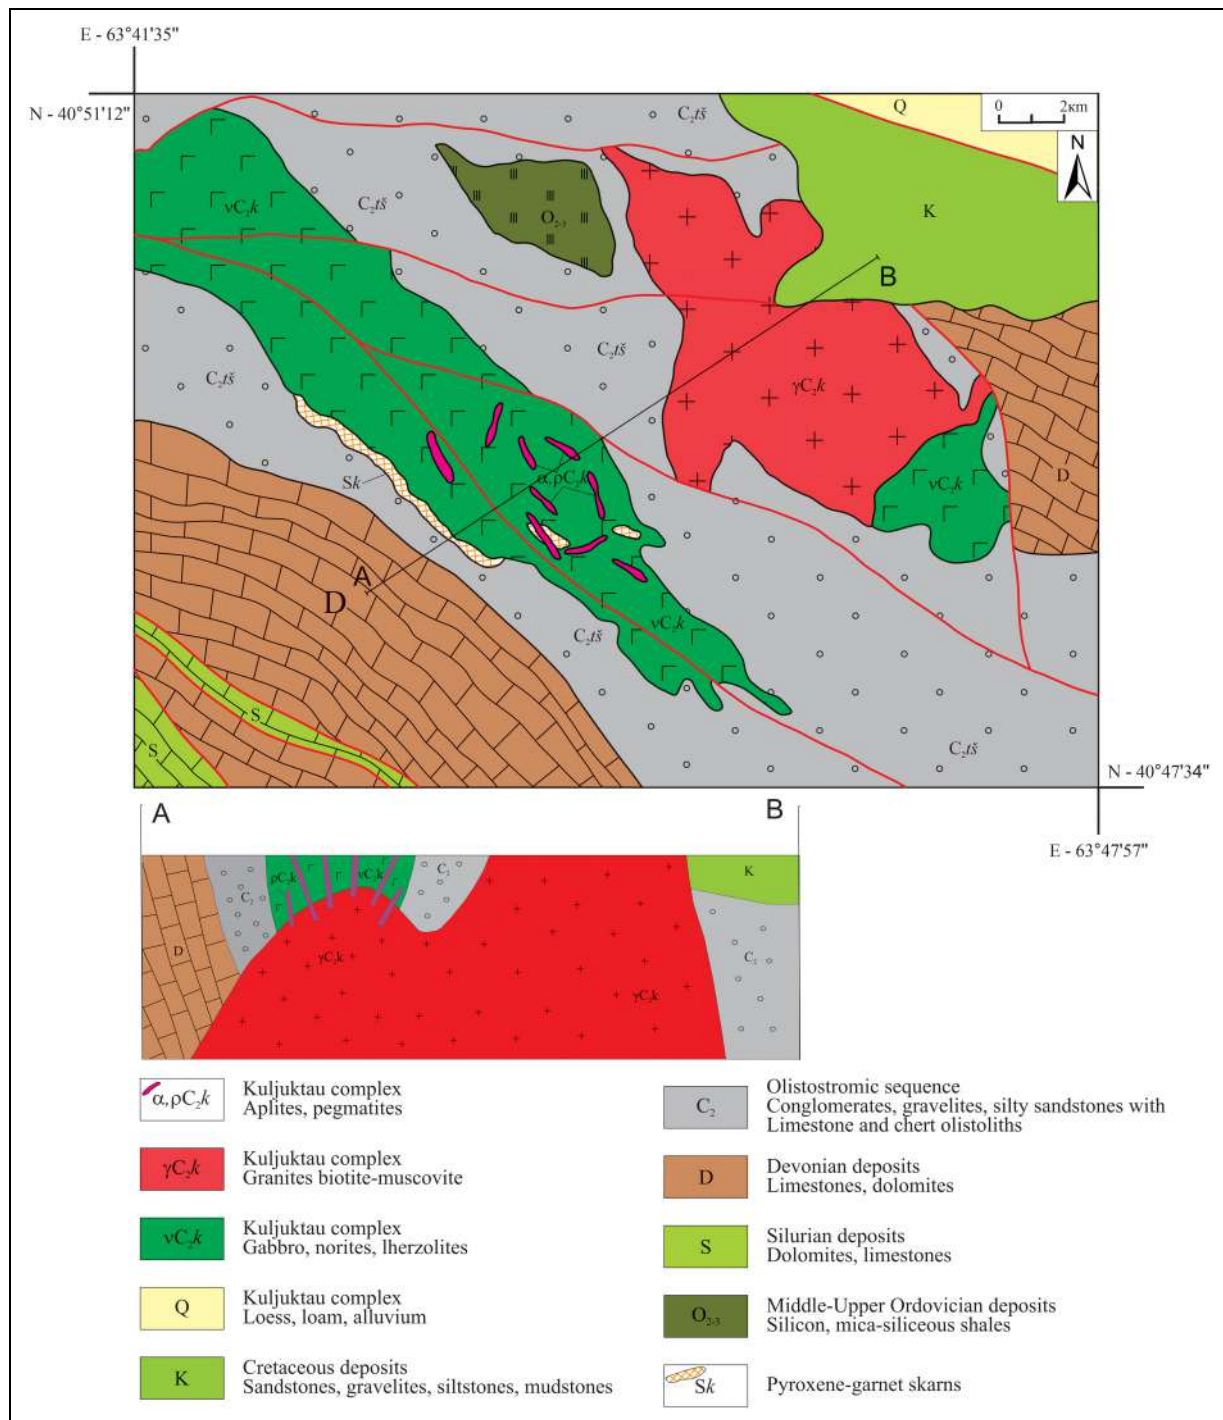 E - 63°41'35"
N - 40°51'12"
Q
0 2км
N
C₂tš
νC₂k
C₂tš
O₂₋₃
K
B
C₂tš
C₂tš
γC₂k
Sk
α,ρC₂k
νC₂k
D
A
D
νC₂k
C₂tš
S
S
C₂tš
N - 40°47'34"
E - 63°47'57"
A
B
ρC₂k
νC₂k
C₂
C₂
K
D
γC₂k
C₂
γC₂k
α,ρC₂k
Kuljuktau complex
Aplites, pegmatites
γC₂k
Kuljuktau complex
Granites biotite-muscovite
νC₂k
Kuljuktau complex
Gabbro, norites, lherzolites
Q
Kuljuktau complex
Loess, loam, alluvium
K
Cretaceous deposits
Sandstones, gravelites, siltstones, mudstones
C₂
Olistostromic sequence
Conglomerates, gravelites, silty sandstones with
Limestone and chert olistoliths
D
Devonian deposits
Limestones, dolomites
S
Silurian deposits
Dolomites, limestones
O₂₋₃
Middle-Upper Ordovician deposits
Silicon, mica-siliceous shales
Sk
Pyroxene-garnet skarns